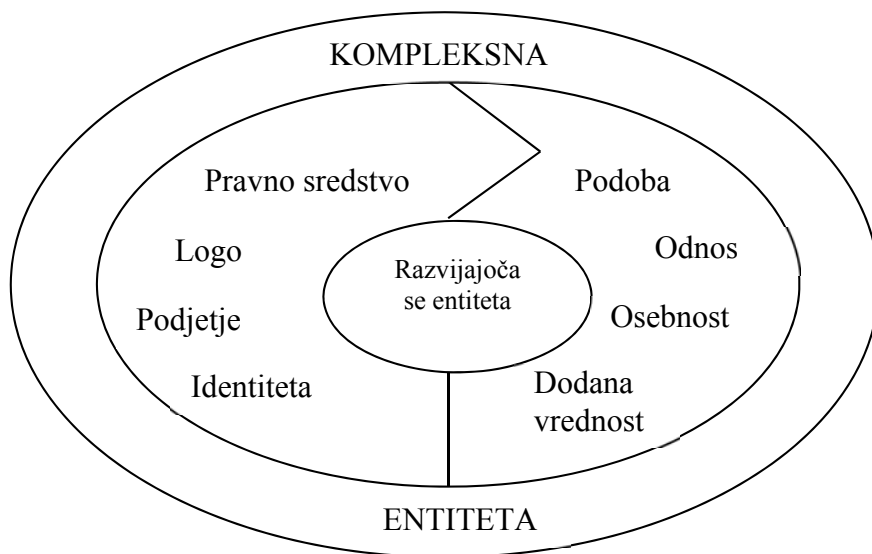 KOMPLEKSNA
Pravno sredstvo
Podoba
Logo
Odnos
Razvijajoča
se entiteta
Podjetje
Osebnost
Identiteta
Dodana
vrednost
ENTITETA